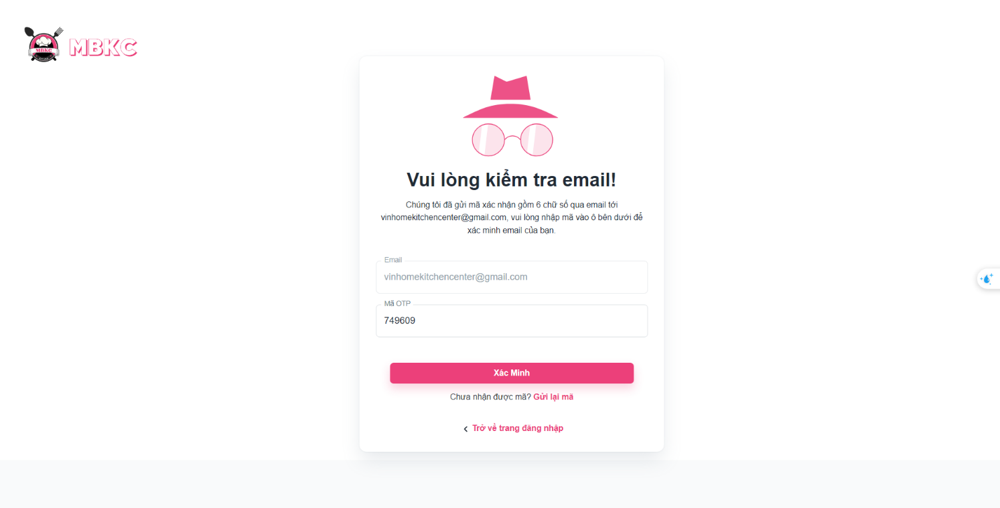 MBKC
MBKC
Vui lòng kiểm tra email!
Chúng tôi đã gửi mã xác nhận gồm 6 chữ số qua email tới
vinhomekitchencenter@gmail.com, vui lòng nhập mã vào ô bên dưới để
xác minh email của bạn.
Email
vinhomekitchencenter@gmail.com
Mã OTP
749609
Xác Minh
Chưa nhận được mã? Gửi lại mã
Trở về trang đăng nhập